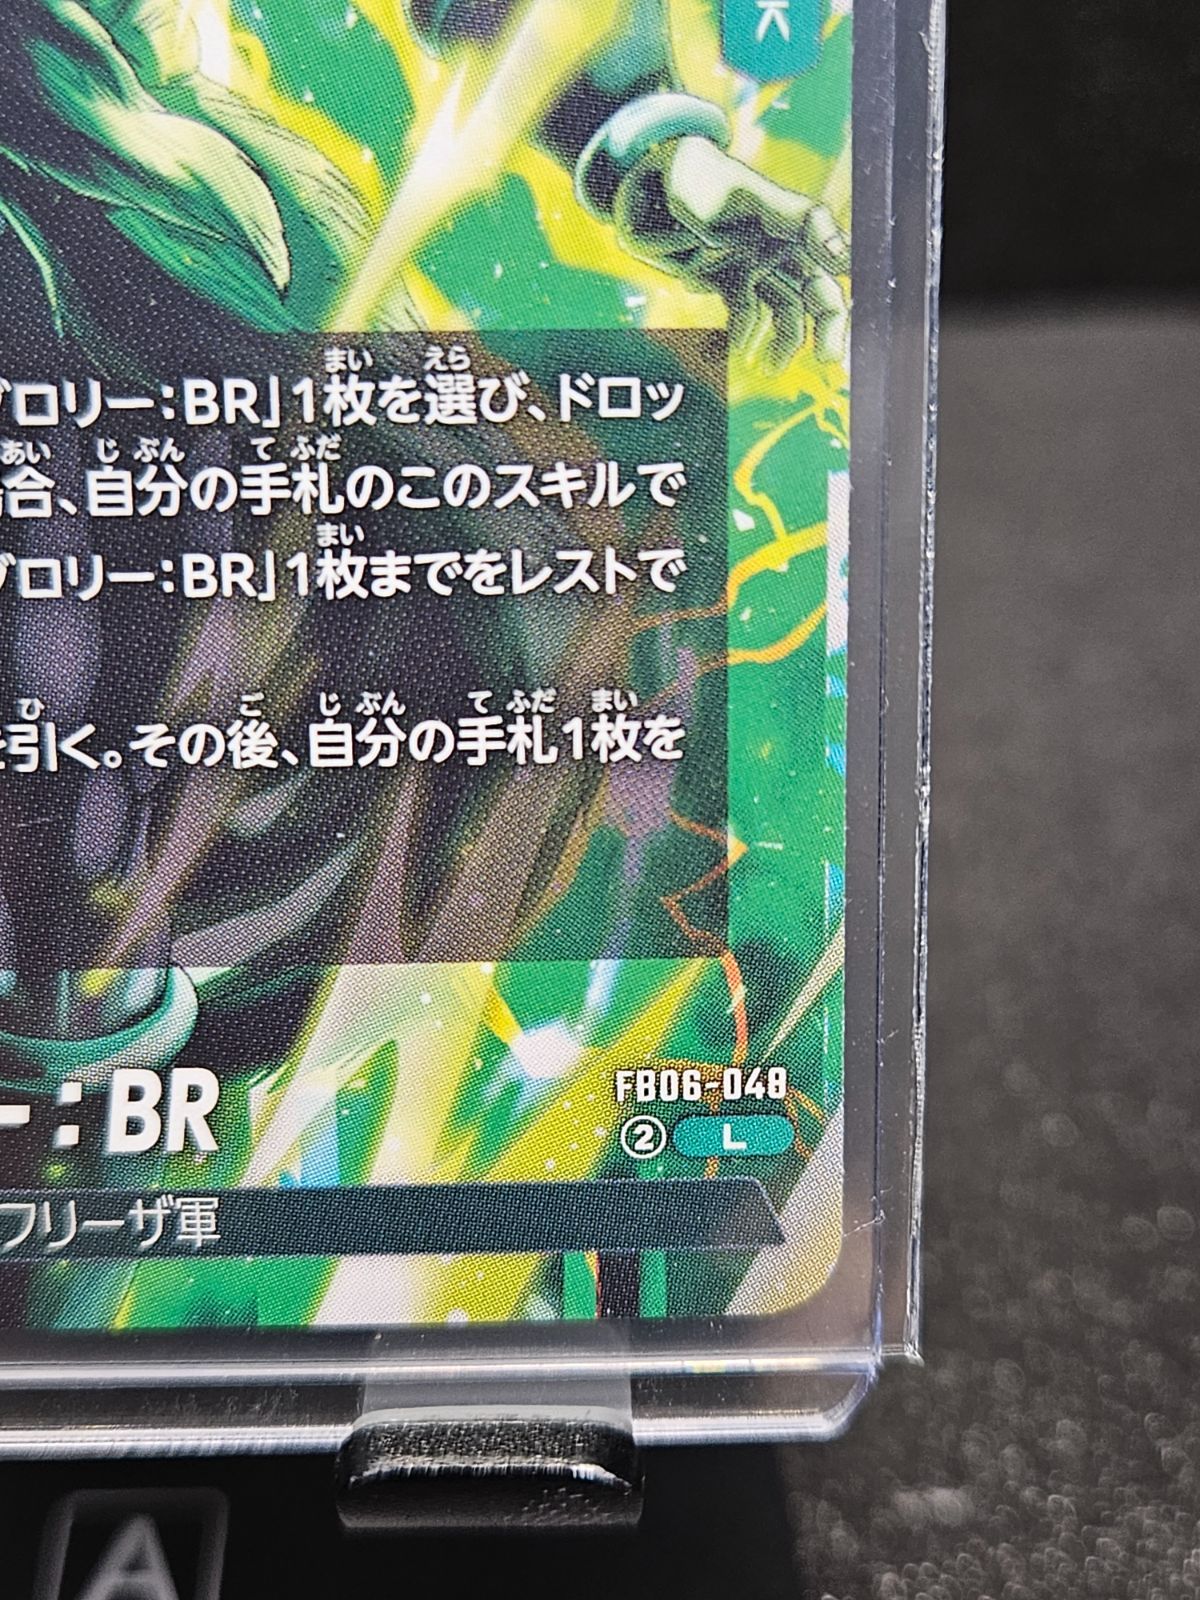 K
ブロリー：BR」1枚を選び、ドロッ
合、自分の手札のこのスキルで
ブロリー：BR」1枚までをレストで
を引く。その後、自分の手札1枚を
ー：BR
FB06-049
② L
フリーザ軍
A